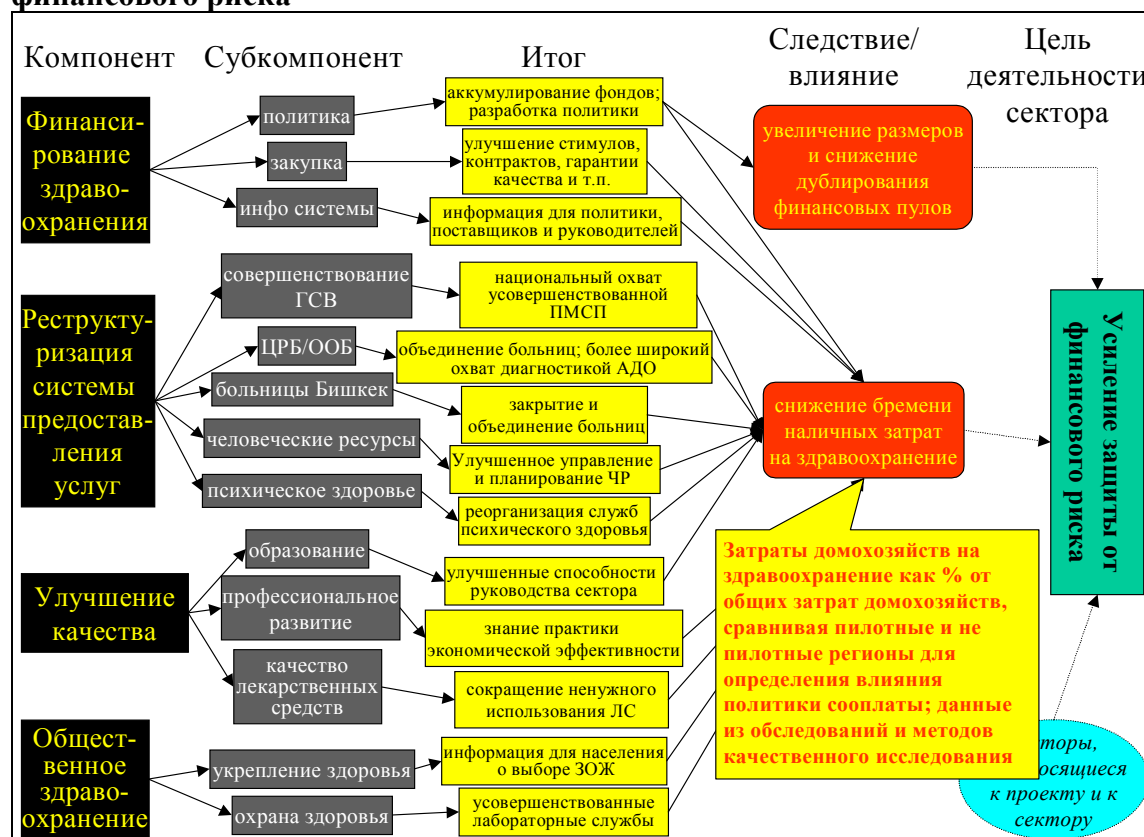 финансового риска
Компонент
Субкомпонент
Итог
Следствие/
влияние
Цель
деятельности
сектора
Финанси-
рование
здраво-
охранения
политика
закупка
инфо системы
аккумулирование фондов;
разработка политики
улучшение стимулов,
контрактов, гарантии
качества и т.п.
информация для политики,
поставщиков и руководителей
увеличение размеров
и снижение
дублирования
финансовых пулов
Реструкту-
ризация
системы
предостав-
ления
услуг
совершенствование
ГСВ
ЦРБ/ООБ
больницы Бишкек
человеческие ресурсы
психическое здоровье
национальный охват
усовершенствованной
ПМСП
объединение больниц; более широкий
охват диагностикой АДО
закрытие и
объединение больниц
Улучшенное управление
и планирование ЧР
реорганизация служб
психического здоровья
снижение бремени
наличных затрат
на здравоохранение
Усиление защиты от
финансового риска
Улучшение
качества
образование
профессиональное
развитие
качество
лекарственных
средств
улучшенные способности
руководства сектора
знание практики
экономической эффективности
сокращение ненужного
использования ЛС
Затраты домохозяйств на
здравоохранение как % от
общих затрат домохозяйств,
сравнивая пилотные и не
пилотные регионы для
определения влияния
политики сооплаты; данные
из обследований и методов
качественного исследования
Общест-
венное
здраво-
охранение
укрепление здоровья
охрана здоровья
информация для населения
о выборе ЗОЖ
усовершенствованные
лабораторные службы
к проекту и к
сектору